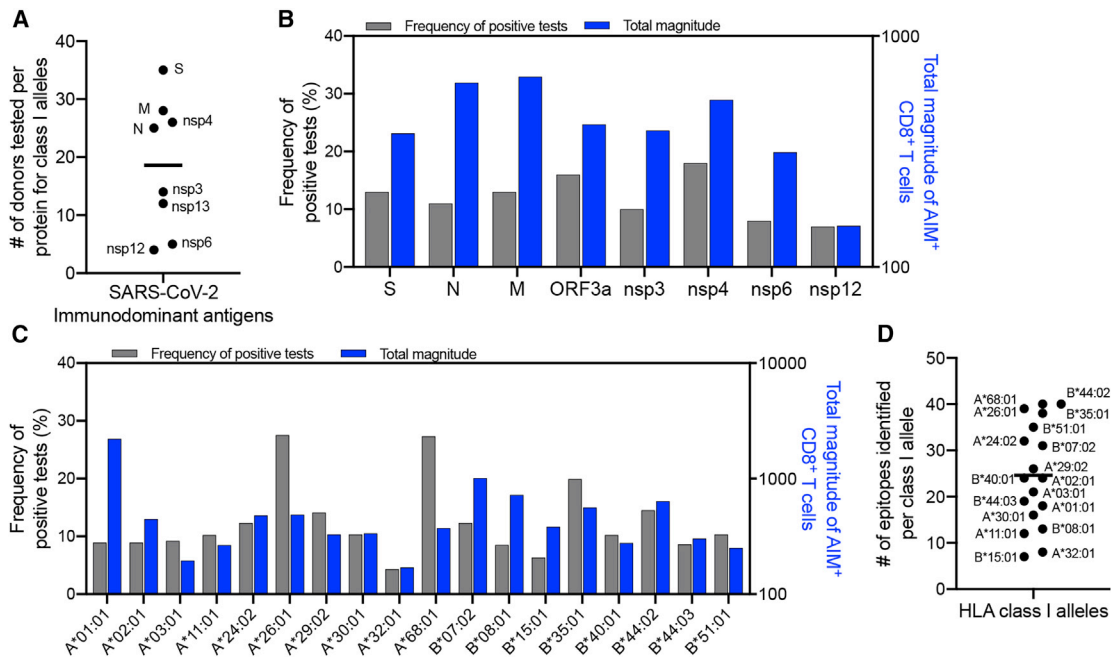 A
# of donors tested per
protein for class I alleles
40
30
20
10
0
S
M
nsp4
N
nsp3
nsp13
nsp12
nsp6
SARS-CoV-2
Immunodominant antigens
B
Frequency of positive tests
Total magnitude
Frequency of
positive tests (%)
40
30
20
10
0
1000
100
Total magnitude of AIM+
CD8+ T cells
S N M ORF3a nsp3 nsp4 nsp6 nsp12
C
Frequency of positive tests
Total magnitude
Frequency of
positive tests (%)
40
30
20
10
0
10000
1000
100
Total magnitude of AIM+
CD8+ T cells
A*01:01
A*02:01
A*03:01
A*11:01
A*24:02
A*26:01
A*29:02
A*30:01
A*32:01
A*68:01
B*07:02
B*08:01
B*15:01
B*35:01
B*40:01
B*44:02
B*44:03
B*51:01
D
# of epitopes identified
per class I allele
50
40
30
20
10
0
A*68:01
B*44:02
A*26:01
B*35:01
B*51:01
A*24:02
B*07:02
A*29:02
B*40:01
A*02:01
A*03:01
B*44:03
A*01:01
A*30:01
B*08:01
A*11:01
A*32:01
B*15:01
HLA class I alleles